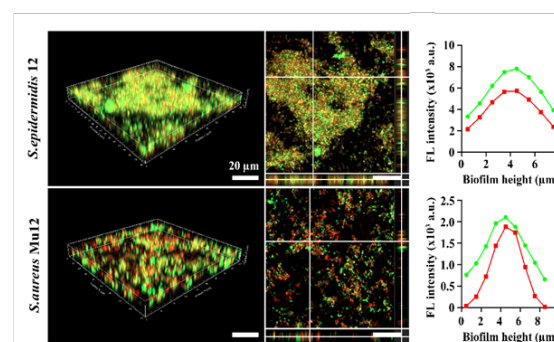 S.epidermidis 12
20 μm
FL intensity (x10³ a.u.)
10
8
6
4
2
0
0 2 4 6
Biofilm height (μm
S.aureus Mu12
FL intensity (x10³ a.u.)
2.5
2.0
1.5
1.0
0.5
0
0 2 4 6 8
Biofilm height (μm